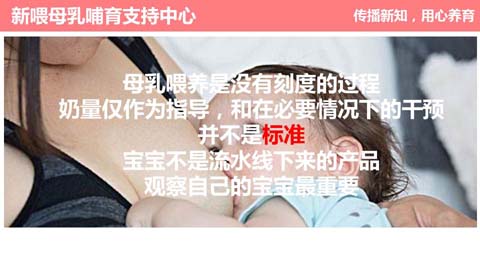 新喂母乳哺育支持中心
传播新知，用心养育
母乳喂养是没有刻度的过程
奶量仅作为指导，和在必要情况下的干预
并不是标准
宝宝不是流水线下来的产品
观察自己的宝宝最重要